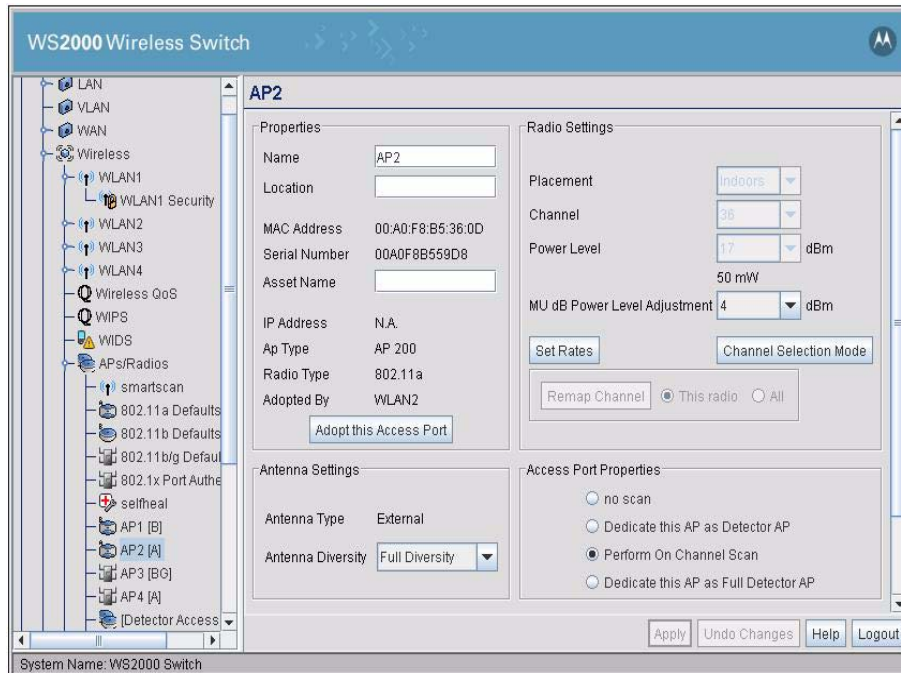 WS2000 Wireless Switch
LAN
VLAN
WAN
Wireless
WLAN1
WLAN1 Security
WLAN2
WLAN3
WLAN4
Wireless QoS
WIPS
WIDS
APs/Radios
smartscan
802.11a Defaults
802.11b Defaults
802.11b/g Defaul
802.1x Port Authe
selfheal
AP1 [B]
AP2 [A]
AP3 [BG]
AP4 [A]
[Detector Access
AP2
Properties
Name AP2
Location
MAC Address 00:A0:F8:B5:36:0D
Serial Number 00A0F8B559D8
Asset Name
IP Address N.A.
Ap Type AP 200
Radio Type 802.11a
Adopted By WLAN2
Adopt this Access Port
Radio Settings
Placement Indoors
Channel 36
Power Level 17 dBm
50 mW
MU dB Power Level Adjustment 4 dBm
Set Rates Channel Selection Mode
Remap Channel This radio All
Antenna Settings
Antenna Type External
Antenna Diversity Full Diversity
Access Port Properties
no scan
Dedicate this AP as Detector AP
Perform On Channel Scan
Dedicate this AP as Full Detector AP
Apply Undo Changes Help Logout
System Name: WS2000 Switch